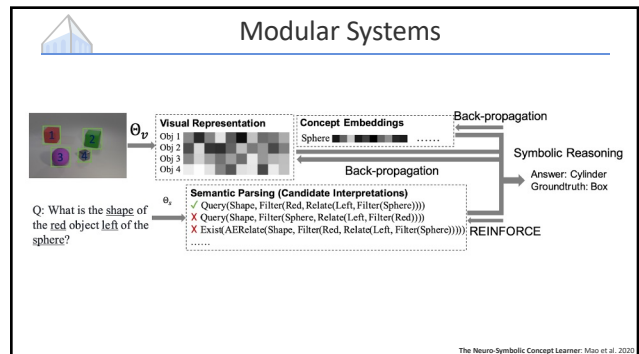 Modular Systems
1
2
3
4
Θv
Visual Representation
Obj 1
Obj 2
Obj 3
Obj 4
Concept Embeddings
Sphere ......
Back-propagation
Back-propagation
Symbolic Reasoning
Answer: Cylinder
Groundtruth: Box
Q: What is the shape of
the red object left of the
sphere?
Θs
Semantic Parsing (Candidate Interpretations)
✓ Query(Shape, Filter(Red, Relate(Left, Filter(Sphere))))
X Query(Shape, Filter(Sphere, Relate(Left, Filter(Red))))
X Exist(AERelate(Shape, Filter(Red, Relate(Left, Filter(Sphere)))))
......
REINFORCE
The Neuro-Symbolic Concept Learner: Mao et al. 2020